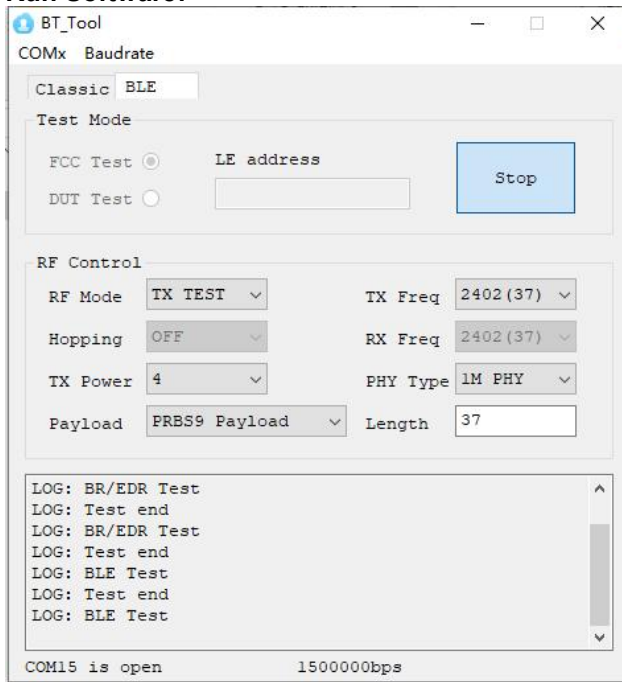 BT_Tool
COMx Baudrate
Classic BLE
Test Mode
FCC Test LE address
Stop
DUT Test
RF Control
RF Mode TX TEST TX Freq 2402(37)
Hopping OFF RX Freq 2402(37)
TX Power 4 PHY Type 1M PHY
Payload PRBS9 Payload Length 37
LOG: BR/EDR Test
LOG: Test end
LOG: BR/EDR Test
LOG: Test end
LOG: BLE Test
LOG: Test end
LOG: BLE Test
COM15 is open 1500000bps